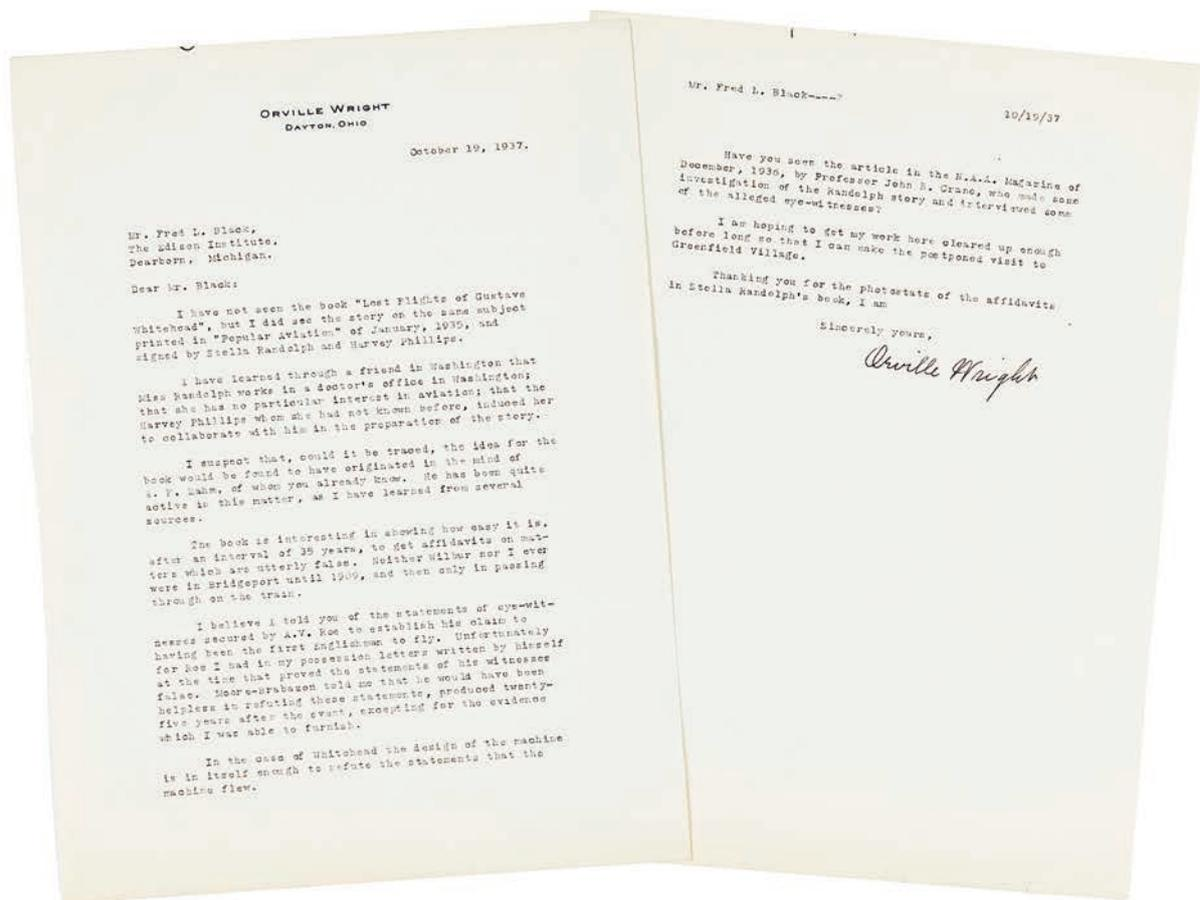 ORVILLE WRIGHT
DAYTON, OHIO
October 19, 1937.
Mr. Fred L. Black,
The Edison Institute,
Dearborn, Michigan.
Dear Mr. Black:
I have not seen the book "Lost Flights of Gustave
Whitehead", but I did see the story on the same subject
printed in "Popular Aviation" of January, 1935, and
signed by Stella Randolph and Harvey Phillips.
I have learned through a friend in Washington that
Miss Randolph works in a doctor's office in Washington;
that she has no particular interest in aviation; that the
Harvey Phillips whom she had not known before, induced her
to collaborate with him in the preparation of the story.
I suspect that, could it be traced, the idea for the
book would be found to have originated in the mind of
A. F. Zahm, of whom you already know. He has been quite
active in this matter, as I have learned from several
sources.
The book is interesting in showing how easy it is,
after an interval of 35 years, to get affidavits on mat-
ters which are utterly false. Neither Wilbur nor I ever
were in Bridgeport until 1909, and then only in passing
through on the train.
I believe I told you of the statements of eye-wit-
nesses secured by A.V. Roe to establish his claim to
having been the first Englishman to fly. Unfortunately
for Roe I had in my possession letters written by himself
at the time that proved the statements of his witnesses
false. Moore-Brabazon told me that he would have been
helpless in refuting these statements, produced twenty-
five years after the event, excepting for the evidence
which I was able to furnish.
In the case of Whitehead the design of the machine
is in itself enough to refute the statements that the
machine flew.
Mr. Fred L. Black----2
10/19/37
Have you seen the article in the N.A.A. Magazine of
December, 1936, by Professor John B. Crane, who made some
investigation of the Randolph story and interviewed some
of the alleged eye-witnesses?
I am hoping to get my work here cleared up enough
before long so that I can make the postponed visit to
Greenfield Village.
Thanking you for the photostats of the affidavits
in Stella Randolph's book, I am
Sincerely yours,
Orville Wright